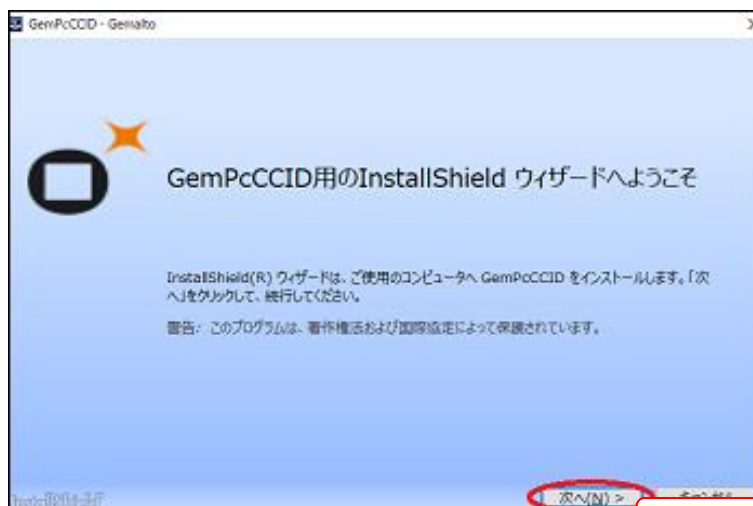 GemPcCCID - Gemalto
GemPcCCID用のInstallShield ウィザードへようこそ
InstallShield(R) ウィザードは、ご使用のコンピュータへ GemPcCCID をインストールします。「次
へ」をクリックして、続行してください。
警告: このプログラムは、著作権法および国際協定によって保護されています。
InstallShield
次へ(N) >